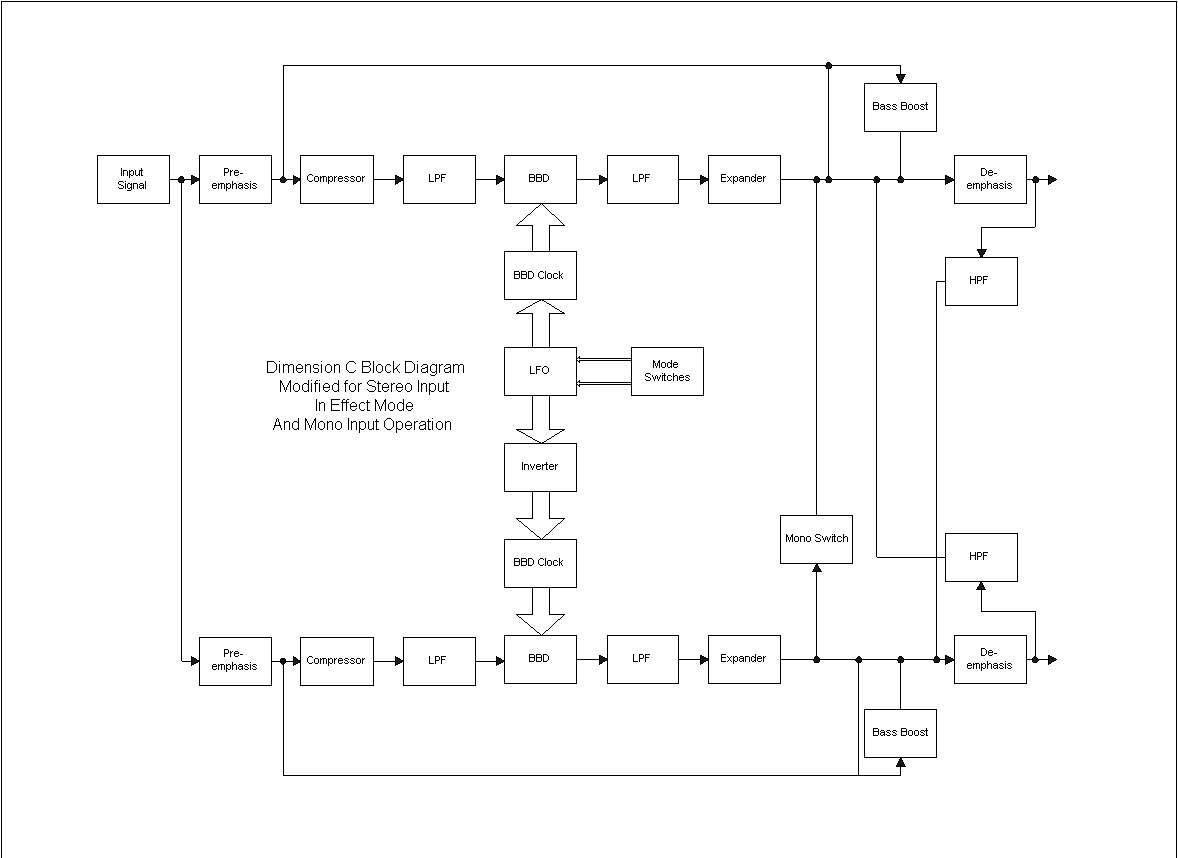 Bass Boost
Input
Signal
Pre-
emphasis
Compressor
LPF
BBD
LPF
Expander
De-
emphasis
BBD Clock
HPF
Dimension C Block Diagram
Modified for Stereo Input
In Effect Mode
And Mono Input Operation
LFO
Mode
Switches
Inverter
Mono Switch
BBD Clock
HPF
Pre-
emphasis
Compressor
LPF
BBD
LPF
Expander
De-
emphasis
Bass Boost